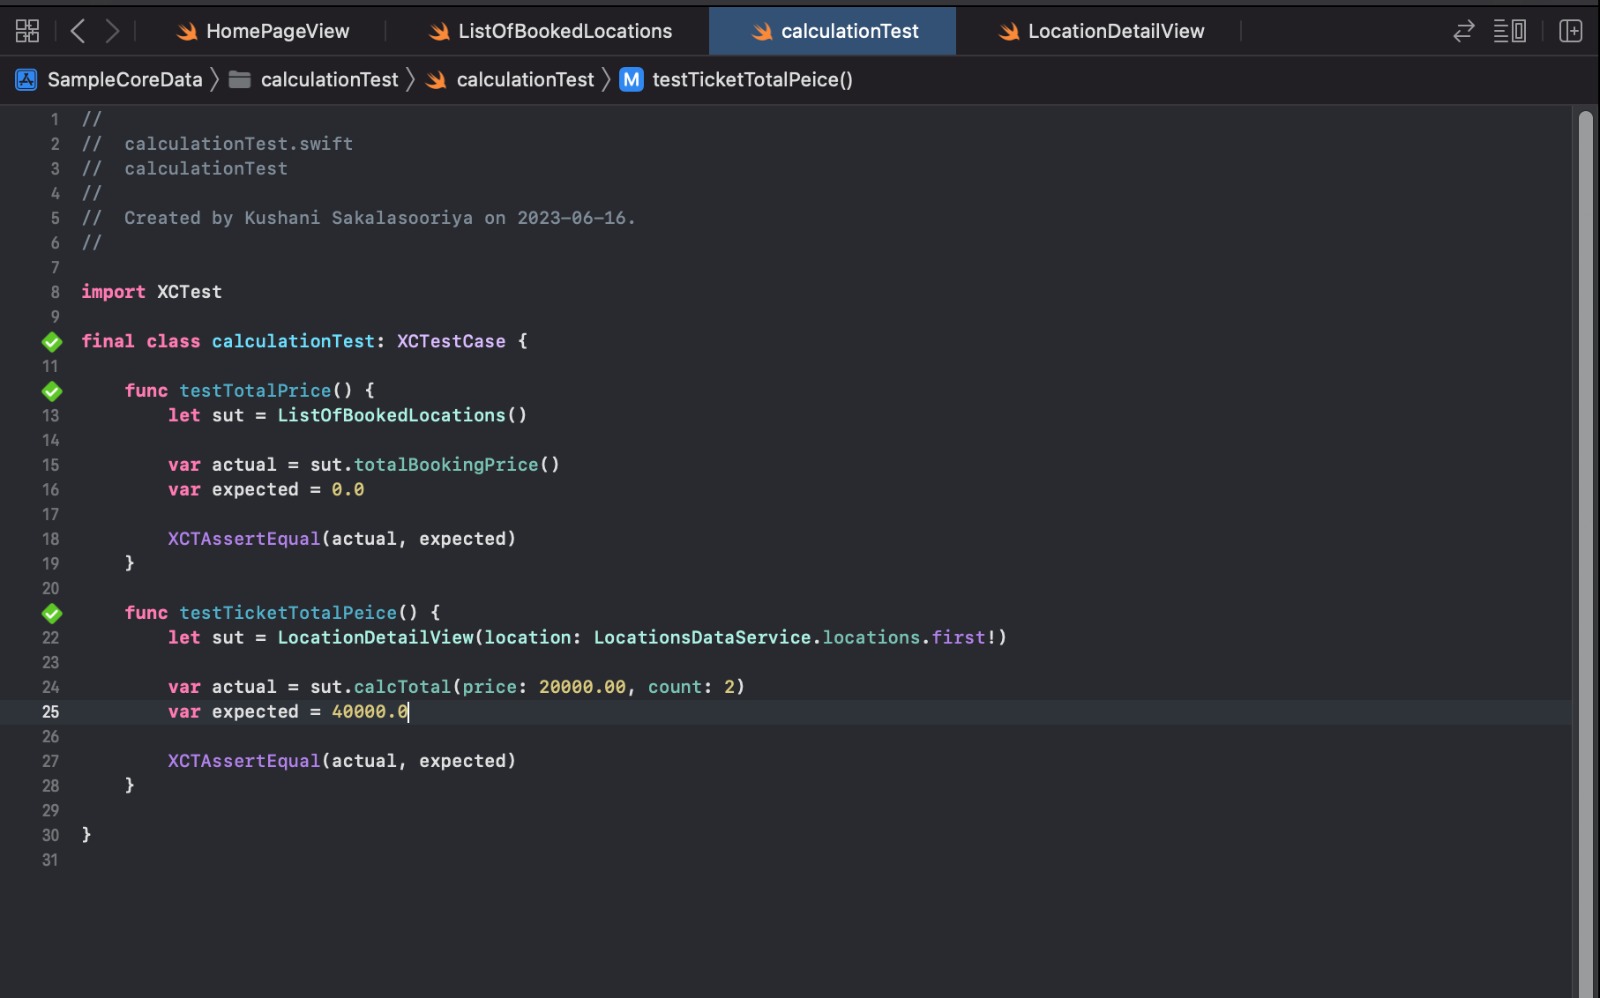 HomePageView ListOfBookedLocations calculationTest LocationDetailView
SampleCoreData calculationTest calculationTest M testTicketTotalPeice()
1 //
2 //  calculationTest.swift
3 //  calculationTest
4 //
5 //  Created by Kushani Sakalasooriya on 2023-06-16.
6 //
7
8 import XCTest
9
final class calculationTest: XCTestCase {
11
    func testTotalPrice() {
13         let sut = ListOfBookedLocations()
14
15         var actual = sut.totalBookingPrice()
16         var expected = 0.0
17
18         XCTAssertEqual(actual, expected)
19     }
20
    func testTicketTotalPeice() {
22         let sut = LocationDetailView(location: LocationsDataService.locations.first!)
23
24         var actual = sut.calcTotal(price: 20000.00, count: 2)
25         var expected = 40000.0
26
27         XCTAssertEqual(actual, expected)
28     }
29
30 }
31